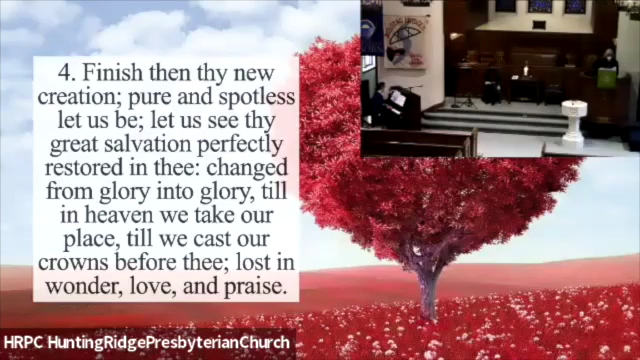 4. Finish then thy new
creation; pure and spotless
let us be; let us see thy
great salvation perfectly
restored in thee: changed
from glory into glory, till
in heaven we take our
place, till we cast our
crowns before thee; lost in
wonder, love, and praise.
HRPC HuntingRidgePresbyterianChurch